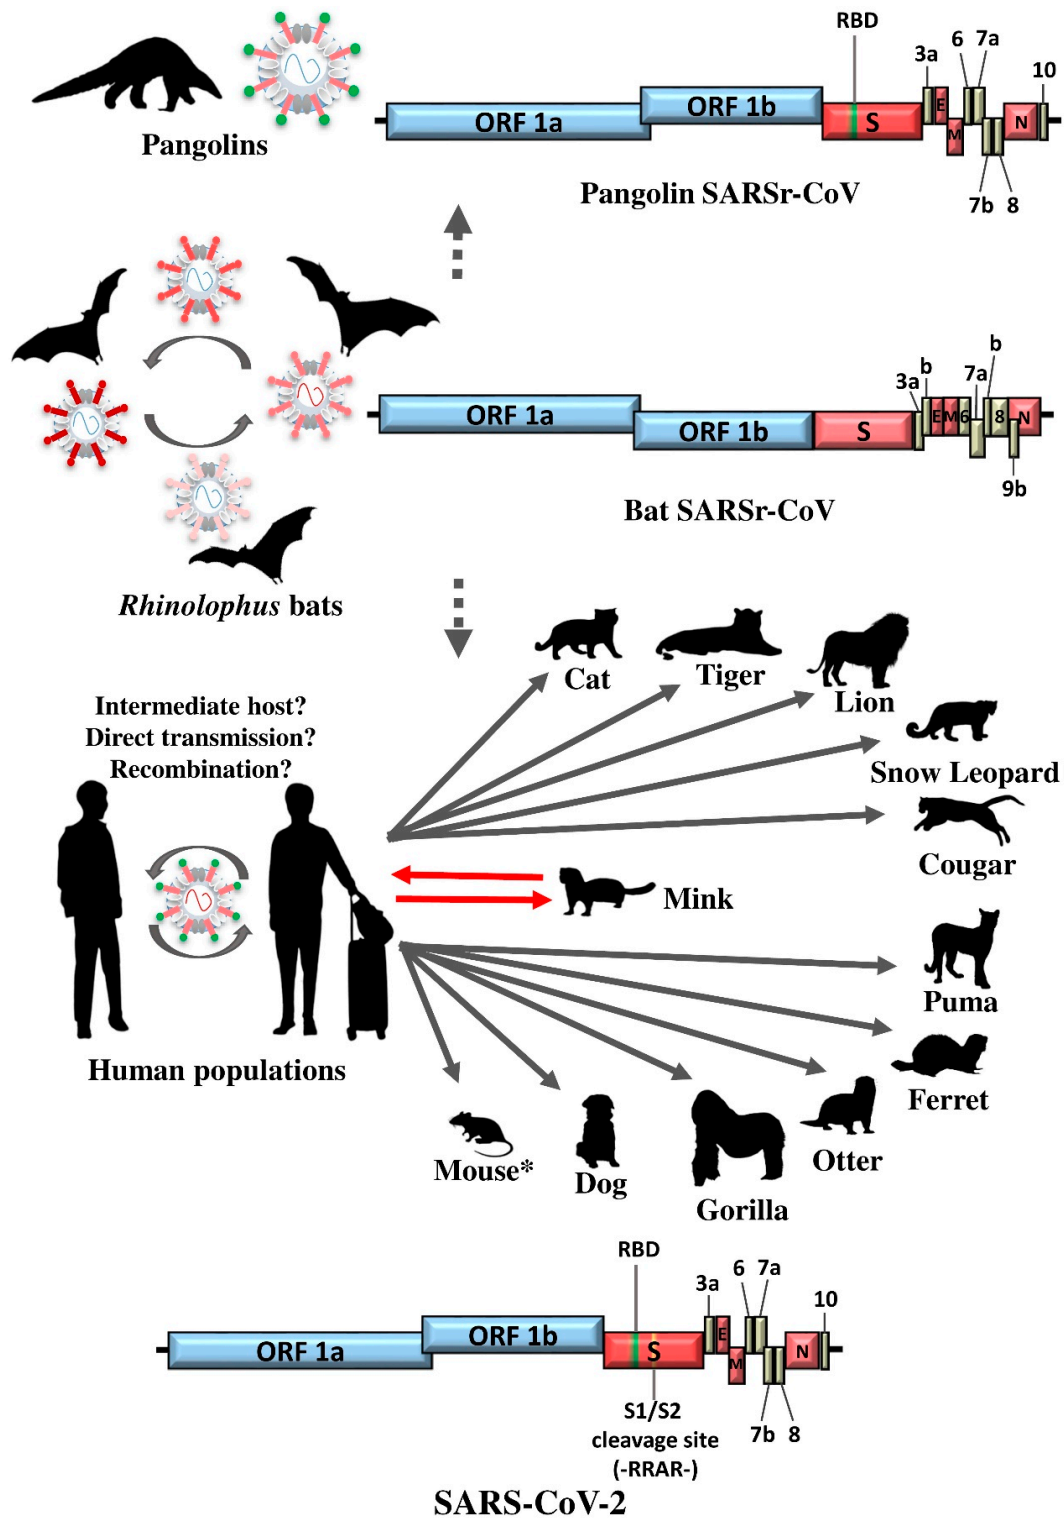 RBD
3a
6
7a
10
ORF 1a
ORF 1b
S
E
M
N
7b
8
Pangolins
Pangolin SARSr-CoV
3a
b
7a
b
ORF 1a
ORF 1b
S
E
M
6
8
N
9b
Bat SARSr-CoV
Rhinolophus bats
Cat
Tiger
Lion
Snow Leopard
Cougar
Intermediate host?
Direct transmission?
Recombination?
Mink
Puma
Ferret
Otter
Gorilla
Dog
Mouse*
Human populations
RBD
3a
6
7a
10
ORF 1a
ORF 1b
S
E
M
N
S1/S2
cleavage site
(-RRAR-)
7b
8
SARS-CoV-2